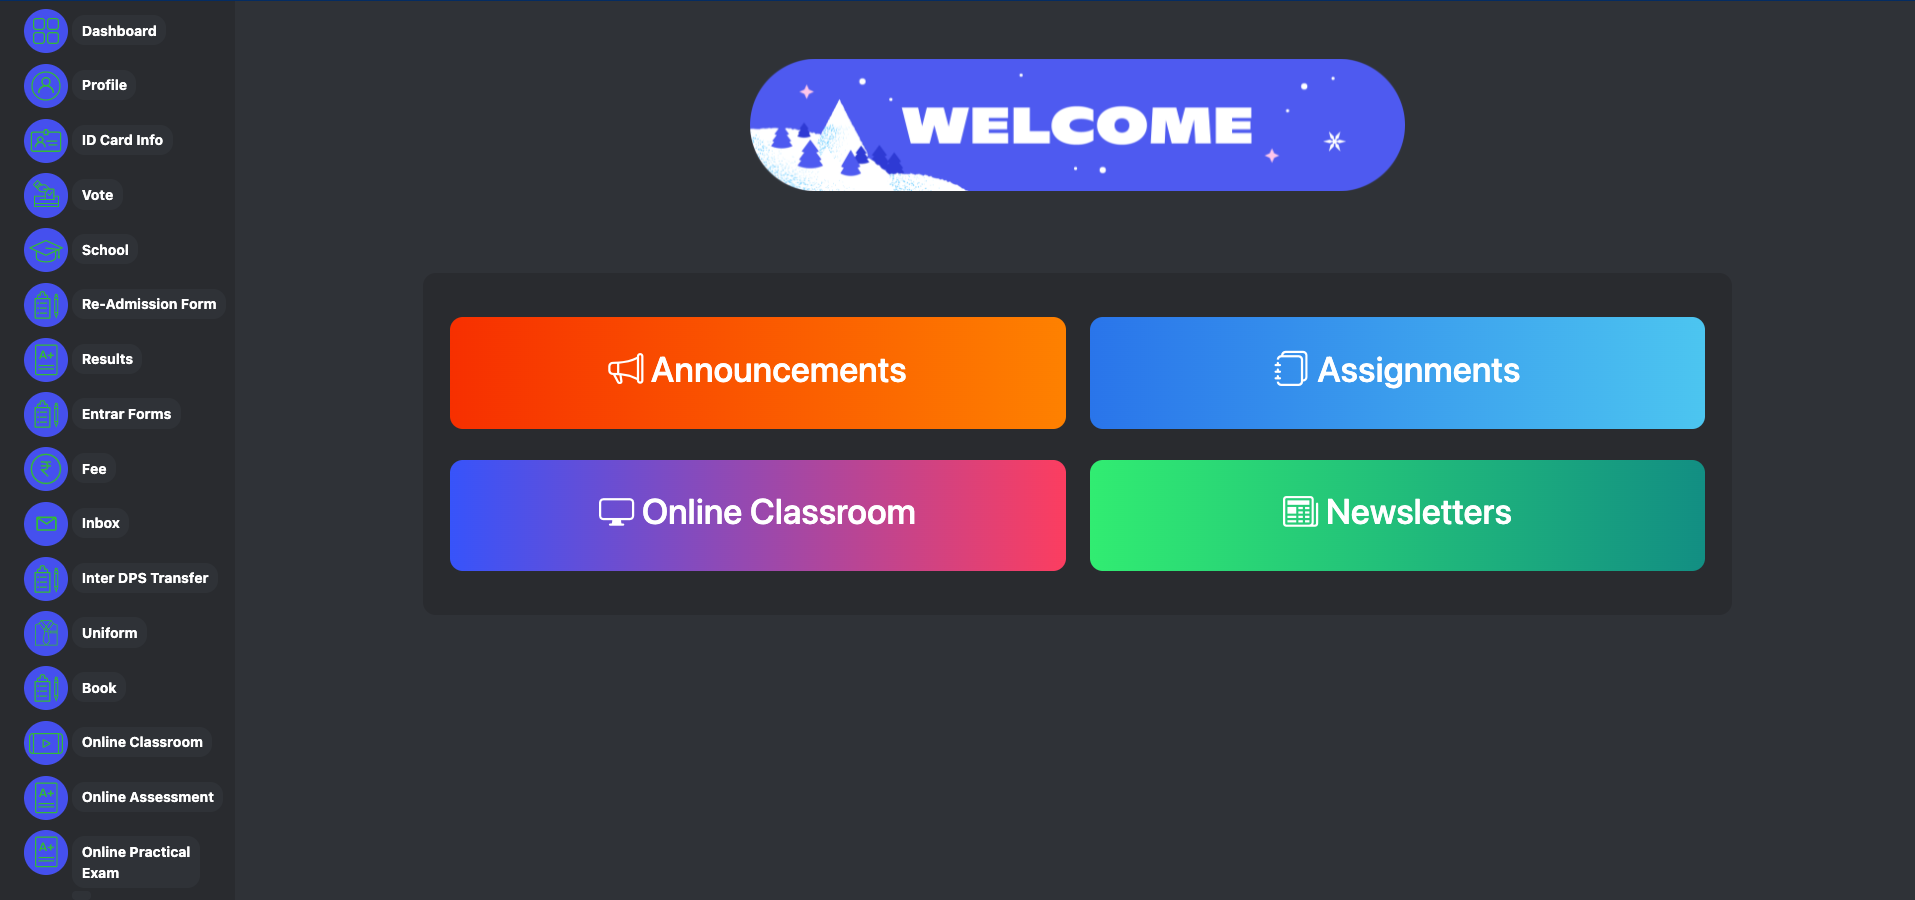 Dashboard
Profile
ID Card Info
Vote
School
Re-Admission Form
Results
Entrar Forms
Fee
Inbox
Inter DPS Transfer
Uniform
Book
Online Classroom
Online Assessment
Online Practical
Exam
WELCOME
Announcements
Assignments
Online Classroom
Newsletters